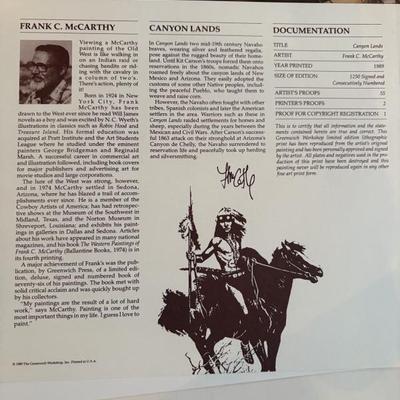 FRANK C. McCARTHY
Viewing a McCarthy
painting of the Old
West is like walking in
on an Indian raid or
chasing bandits or rid-
ing with the cavalry in
a column of two's.
There's action, plenty
of it!
Born in 1924 in New
York City, Frank
McCarthy has been
drawn to the West ever since he read Will James
novels as a boy and was excited by N.C. Wyeth's
illustrations in classics such as Robin Hood and
Treasure Island. His formal education was
acquired at Pratt Institute and the Art Students
League where he studied under the eminent
painters George Bridgeman and Reginald
Marsh. A successful career in commercial art
and illustration followed, including book covers
for major publishers and advertising art for
movie studios and large corporations.
The lure of the West was strong, however,
and in 1974 McCarthy settled in Sedona,
Arizona, where he has blazed a trail of accom-
plishments ever since. He is a member of the
Cowboy Artists of America; has had retrospec-
tive shows at the Museum of the Southwest in
Midland, Texas, and the Norton Museum in
Shreveport, Louisiana; and exhibits his paint-
ings in galleries in Dallas and Sedona. Articles
about his work have appeared in many national
magazines, and his book The Western Paintings of
Frank C. McCarthy (Ballantine Books, 1974) is in
its fourth printing.
A major achievement of Frank's was the pub-
lication, by Greenwich Press, of a limited edi-
tion, deluxe, signed and numbered book of
seventy-six of his paintings. The book met with
solid critical acclaim and was quickly bought up
by his collectors.
"My paintings are the result of a lot of hard
work," says McCarthy. Painting is one of the
most important things in my life. I guess I love to
paint."
© 1989 The Greenwich Workshop, Inc. Printed in U.S.A.
CANYON LANDS
In Canyon Lands two mid-19th century Navaho
braves, wearing silver and feathered regalia,
pose against the rugged beauty of their home-
land. Until Kit Carson's troops forced them onto
reservations in the 1860s, nomadic Navahos
roamed freely about the canyon lands of New
Mexico and Arizona. They easily adopted the
customs of some other Native peoples, includ-
ing the peaceful Pueblo, who taught them to
weave and raise corn.
However, the Navaho often fought with other
tribes, Spanish colonists and later the American
settlers in the area. Warriors such as these in
Canyon Lands raided settlements for horses and
sheep, especially during the years between the
Mexican and Civil Wars. After Carson's success-
ful 1863 attack on their stronghold at Arizona's
Canyon de Chelly, the Navaho surrendered to
reservation life and peacefully took up herding
and silversmithing.
DOCUMENTATION
TITLE Canyon Lands
ARTIST Frank C. McCarthy
YEAR PRINTED 1989
SIZE OF EDITION 1250 Signed and
Consecutively Numbered
ARTIST'S PROOFS 55
PRINTER'S PROOFS 2
PROOF FOR COPYRIGHT REGISTRATION 1
This is to certify that all information and the state-
ments contained herein are true and correct. This
Greenwich Workshop limited edition lithographic
print has been reproduced from the artist's original
painting and has been personally approved and signed
by the artist. All plates and negatives used in the pro-
duction of this print have been destroyed and this
painting never will be reproduced again in any other
fine art print form.